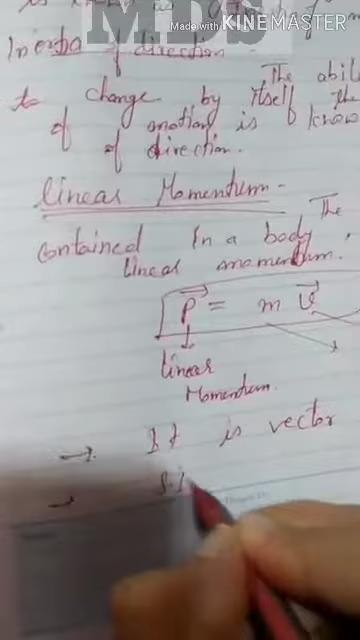 Made with KINEMASTER
MDS
Inertia of direction -
The abil
to change by itself the
of motion is know
of direction.
Linear Momentum -
The
contained in a body
linear momentum.
P = m v
linear
Momentum.
→ It is vector
→ S.I